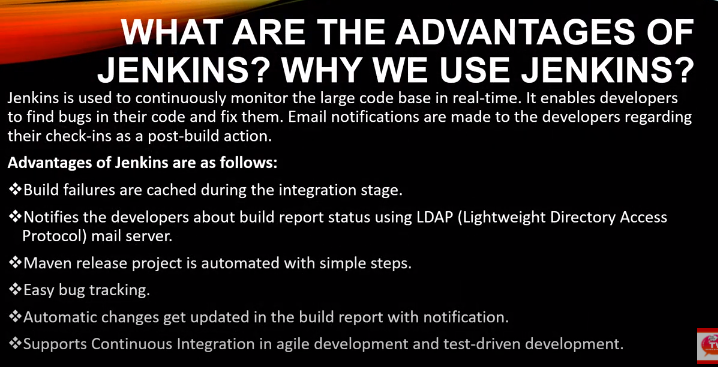 WHAT ARE THE ADVANTAGES OF
JENKINS? WHY WE USE JENKINS?
Jenkins is used to continuously monitor the large code base in real-time. It enables developers
to find bugs in their code and fix them. Email notifications are made to the developers regarding
their check-ins as a post-build action.
Advantages of Jenkins are as follows:
❖Build failures are cached during the integration stage.
❖Notifies the developers about build report status using LDAP (Lightweight Directory Access
Protocol) mail server.
❖Maven release project is automated with simple steps.
❖Easy bug tracking.
❖Automatic changes get updated in the build report with notification.
❖Supports Continuous Integration in agile development and test-driven development.